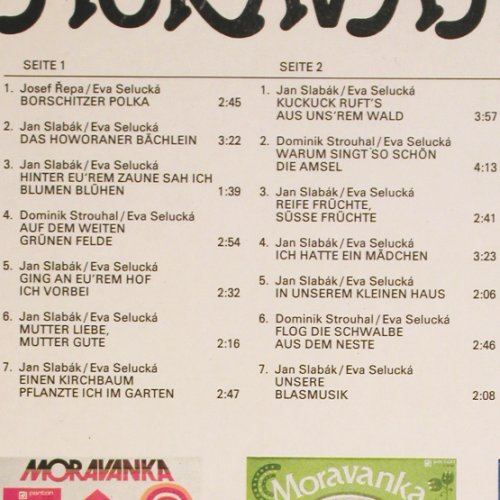 SEITE 1
1. Josef Řepa/Eva Selucká
BORSCHITZER POLKA 2:45
2. Jan Slabák/Eva Selucká
DAS HOWORANER BÄCHLEIN 3:22
3. Jan Slabák/Eva Selucká
HINTER EU'REM ZAUNE SAH ICH
BLUMEN BLÜHEN 1:39
4. Dominik Strouhal/Eva Selucká
AUF DEM WEITEN
GRÜNEN FELDE 2:54
5. Jan Slabák/Eva Selucká
GING AN EU'REM HOF
ICH VORBEI 2:32
6. Jan Slabák/Eva Selucká
MUTTER LIEBE,
MUTTER GUTE 2:16
7. Jan Slabák/Eva Selucká
EINEN KIRCHBAUM
PFLANZTE ICH IM GARTEN 2:47
SEITE 2
1. Jan Slabák/Eva Selucká
KUCKUCK RUFT'S
AUS UNS'REM WALD 3:57
2. Dominik Strouhal/Eva Selucká
WARUM SINGT SO SCHÖN
DIE AMSEL 4:13
3. Jan Slabák/Eva Selucká
REIFE FRÜCHTE,
SÜSSE FRÜCHTE 2:41
4. Jan Slabák/Eva Selucká
ICH HATTE EIN MÄDCHEN 3:23
5. Jan Slabák/Eva Selucká
IN UNSEREM KLEINEN HAUS 2:06
6. Dominik Strouhal/Eva Selucká
FLOG DIE SCHWALBE
AUS DEM NESTE 2:46
7. Jan Slabák/Eva Selucká
UNSERE
BLASMUSIK 2:08
MORAVANKA
Moravanka